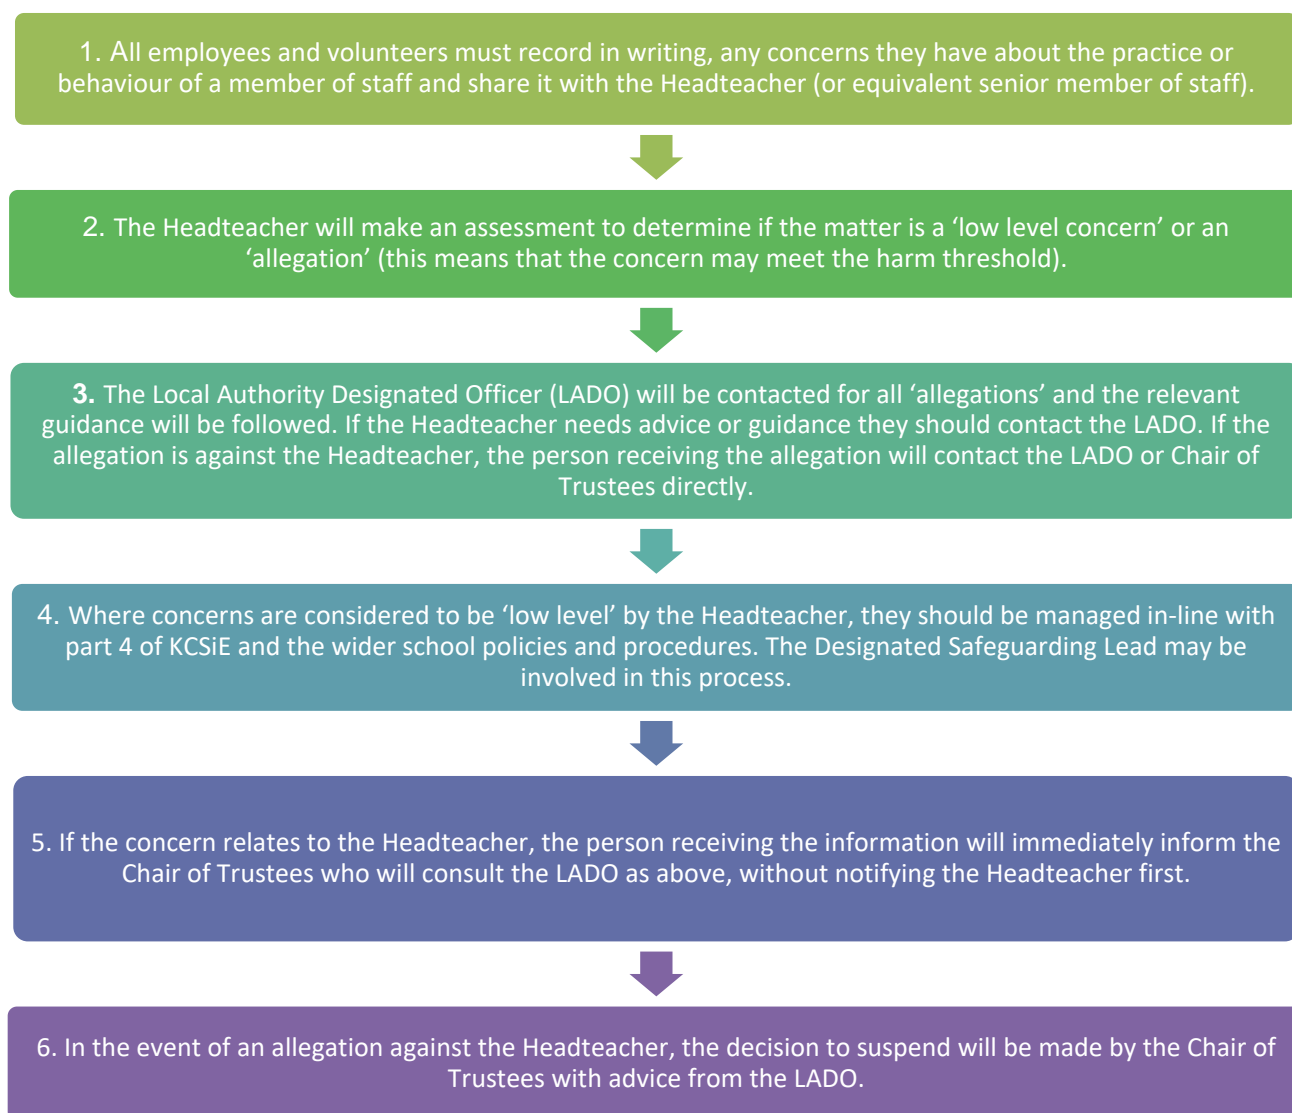 1. All employees and volunteers must record in writing, any concerns they have about the practice or
behaviour of a member of staff and share it with the Headteacher (or equivalent senior member of staff).
2. The Headteacher will make an assessment to determine if the matter is a ‘low level concern’ or an
‘allegation’ (this means that the concern may meet the harm threshold).
3. The Local Authority Designated Officer (LADO) will be contacted for all ‘allegations’ and the relevant
guidance will be followed. If the Headteacher needs advice or guidance they should contact the LADO. If the
allegation is against the Headteacher, the person receiving the allegation will contact the LADO or Chair of
Trustees directly.
4. Where concerns are considered to be ‘low level’ by the Headteacher, they should be managed in-line with
part 4 of KCSiE and the wider school policies and procedures. The Designated Safeguarding Lead may be
involved in this process.
5. If the concern relates to the Headteacher, the person receiving the information will immediately inform the
Chair of Trustees who will consult the LADO as above, without notifying the Headteacher first.
6. In the event of an allegation against the Headteacher, the decision to suspend will be made by the Chair of
Trustees with advice from the LADO.